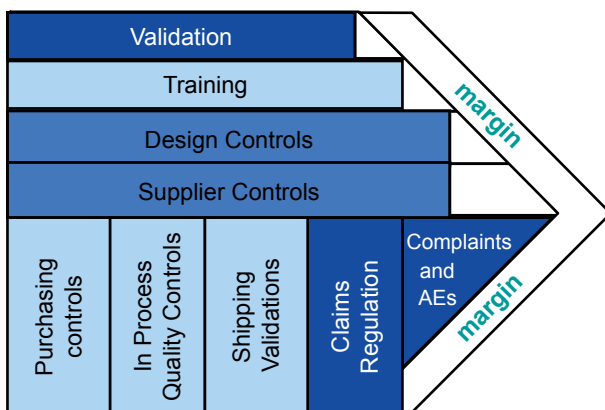 Validation
Training
Design Controls
Supplier Controls
Purchasing
controls
In Process
Quality Controls
Shipping
Validations
Claims
Regulation
Complaints
and
AEs
margin
margin